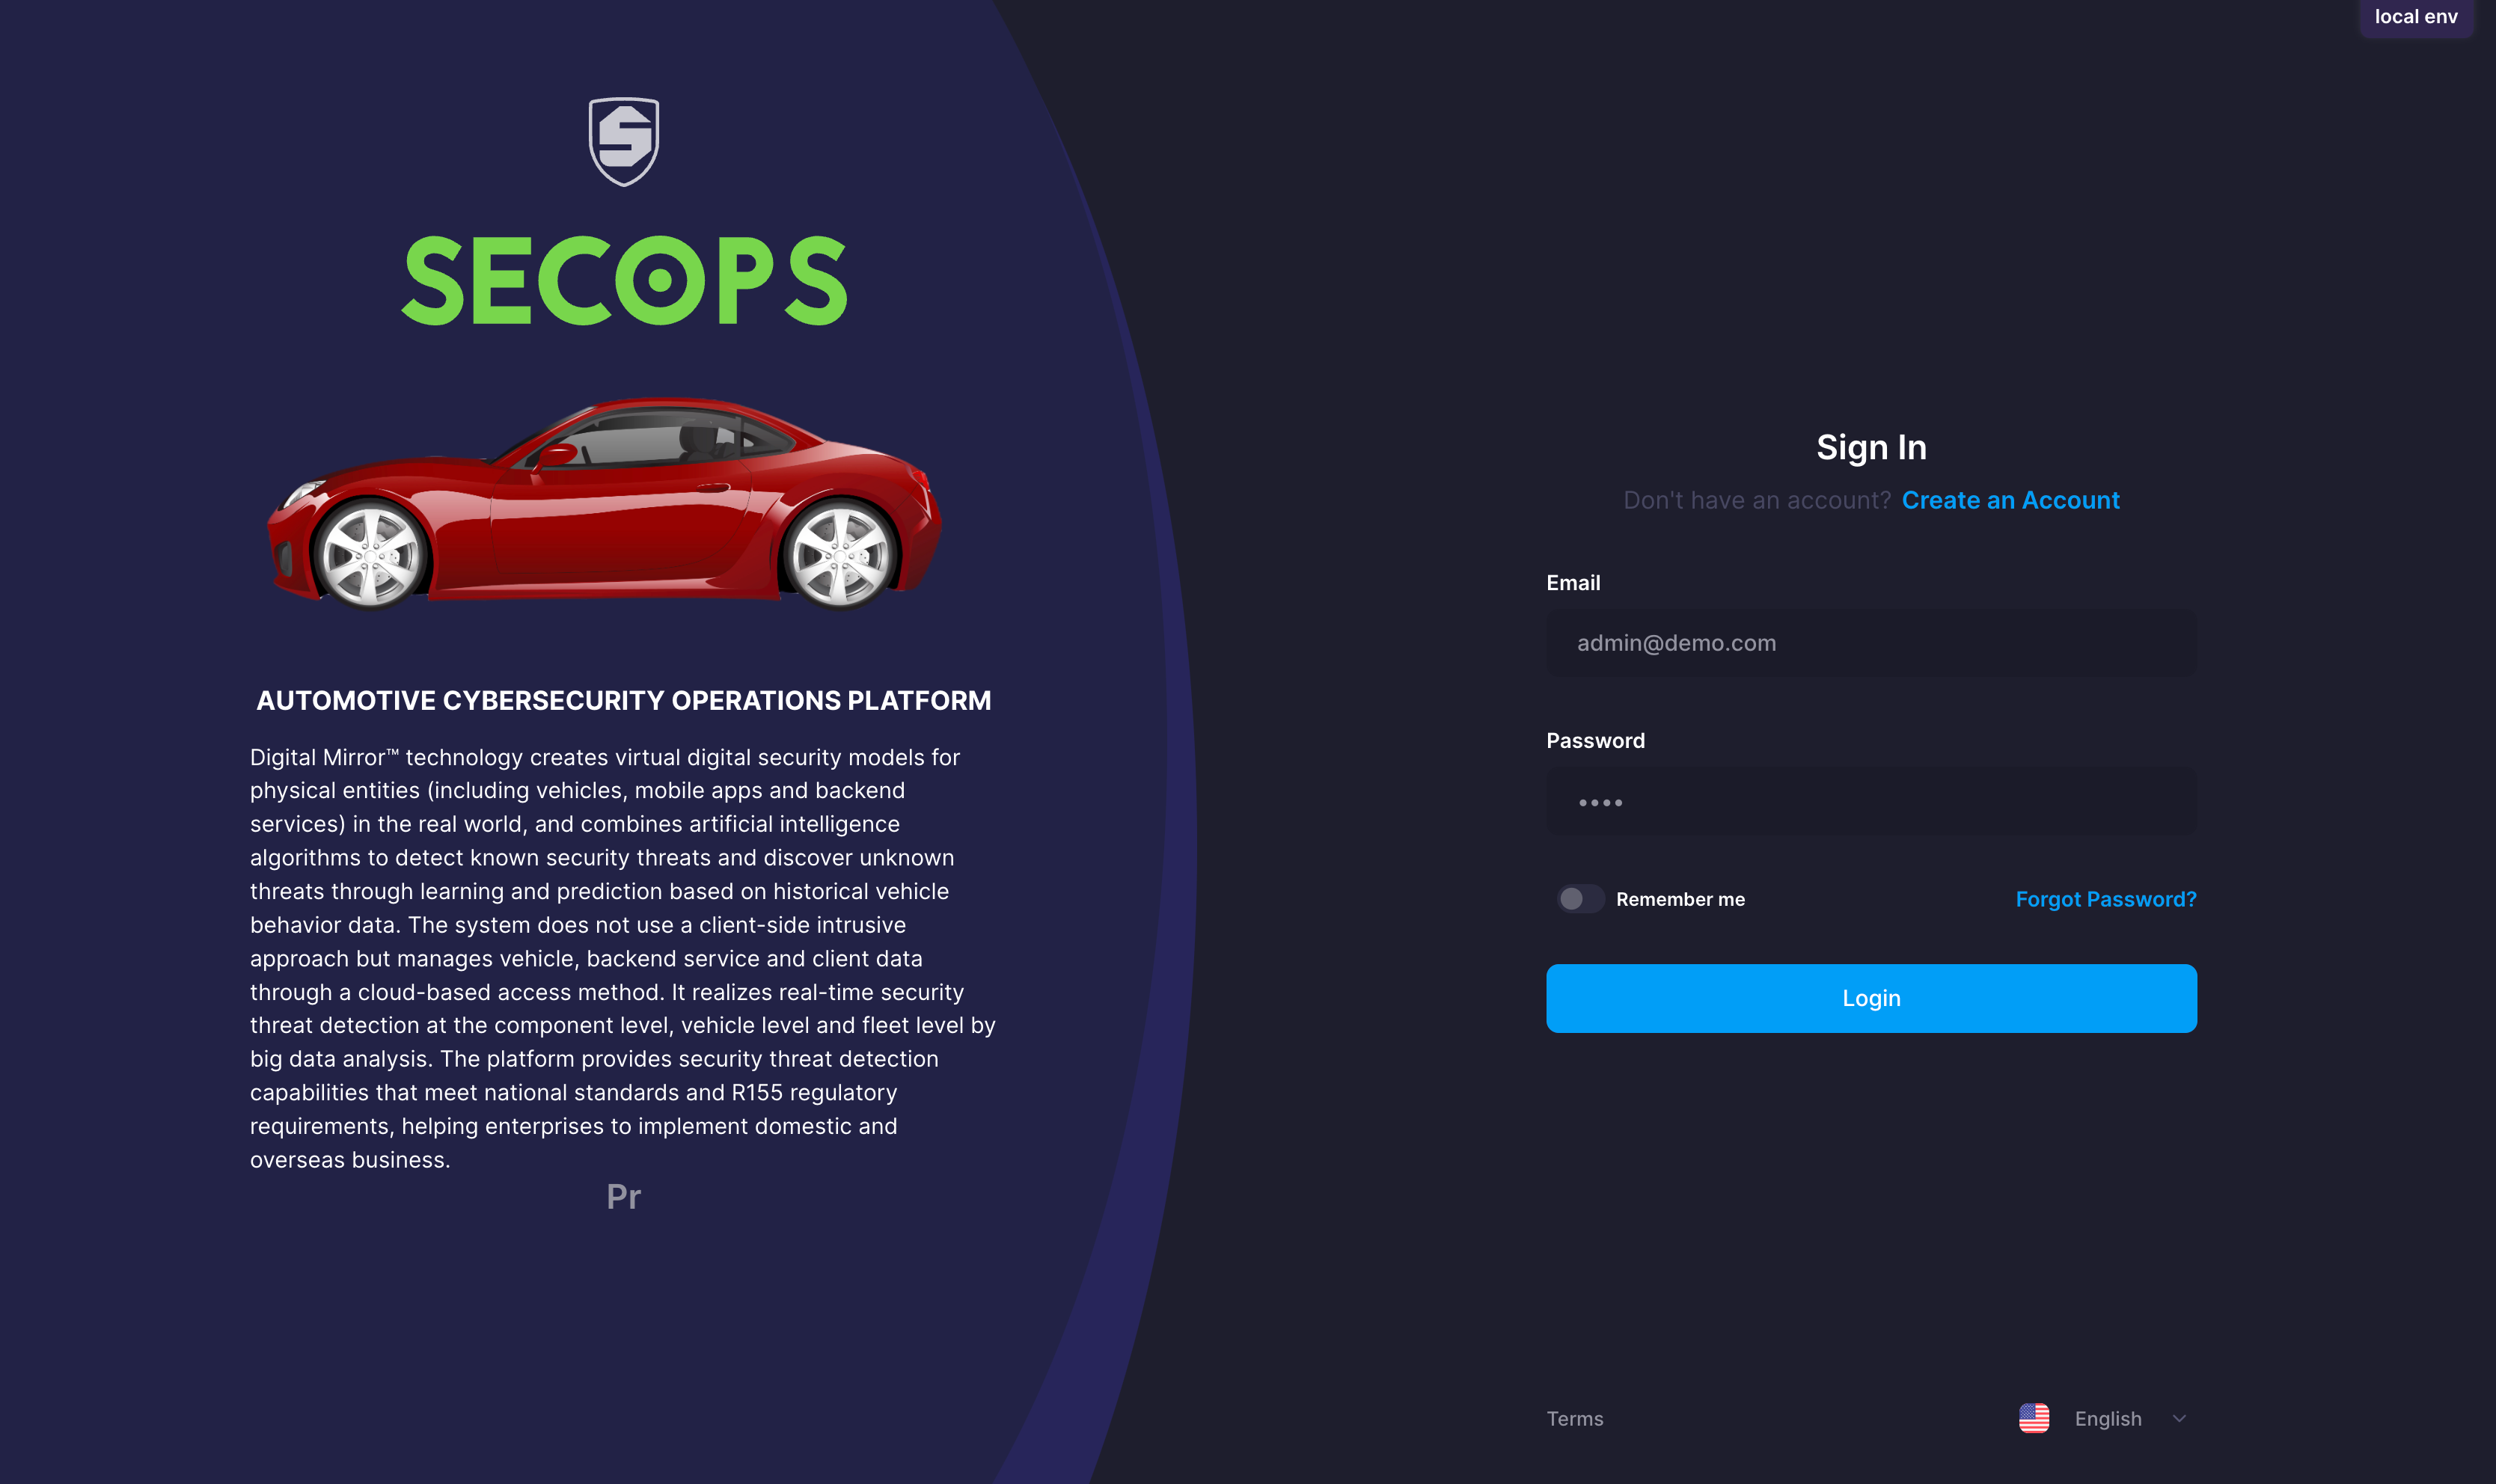 local env
SECOPS
AUTOMOTIVE CYBERSECURITY OPERATIONS PLATFORM
Digital Mirror™ technology creates virtual digital security models for
physical entities (including vehicles, mobile apps and backend
services) in the real world, and combines artificial intelligence
algorithms to detect known security threats and discover unknown
threats through learning and prediction based on historical vehicle
behavior data. The system does not use a client-side intrusive
approach but manages vehicle, backend service and client data
through a cloud-based access method. It realizes real-time security
threat detection at the component level, vehicle level and fleet level by
big data analysis. The platform provides security threat detection
capabilities that meet national standards and R155 regulatory
requirements, helping enterprises to implement domestic and
overseas business.
Pr
Sign In
Don't have an account? Create an Account
Email
admin@demo.com
Password
••••
Remember me
Forgot Password?
Login
Terms
English